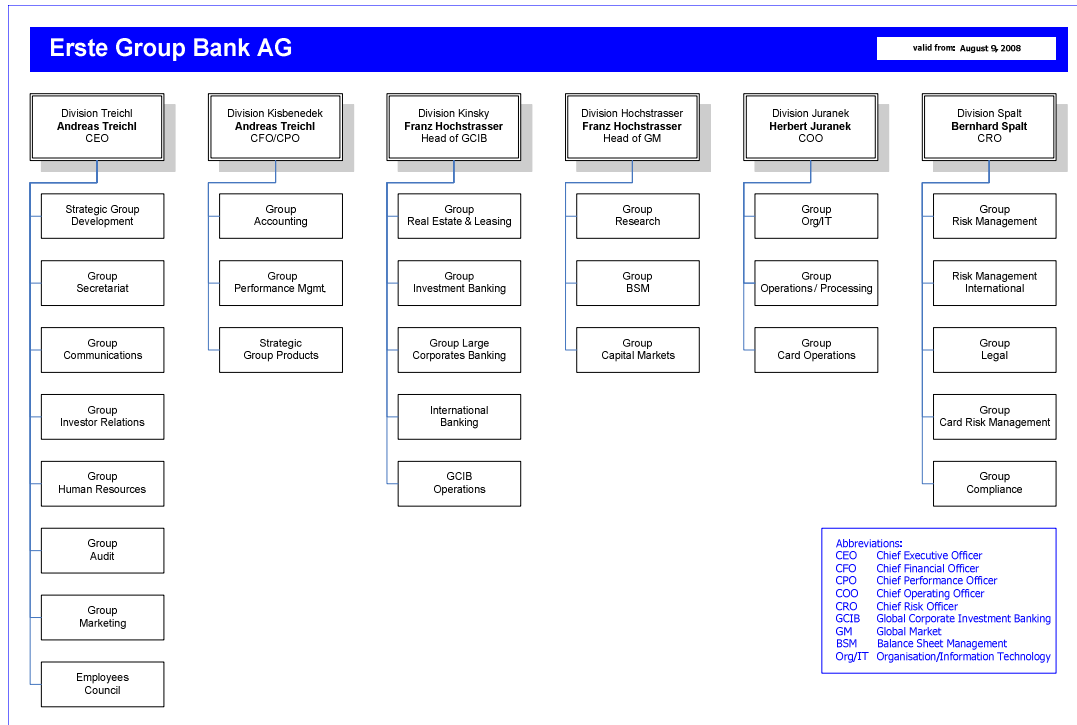 Erste Group Bank AG
valid from: August 9, 2008
Division Treichl
Andreas Treichl
CEO
Division Kisbenedek
Andreas Treichl
CFO/CPO
Division Kinsky
Franz Hochstrasser
Head of GCIB
Division Hochstrasser
Franz Hochstrasser
Head of GM
Division Juranek
Herbert Juranek
COO
Division Spalt
Bernhard Spalt
CRO
Strategic Group
Development
Group
Secretariat
Group
Communications
Group
Investor Relations
Group
Human Resources
Group
Audit
Group
Marketing
Employees
Council
Group
Accounting
Group
Performance Mgmt.
Strategic
Group Products
Group
Real Estate & Leasing
Group
Investment Banking
Group Large
Corporates Banking
International
Banking
GCIB
Operations
Group
Research
Group
BSM
Group
Capital Markets
Group
Org/IT
Group
Operations / Processing
Group
Card Operations
Group
Risk Management
Risk Management
International
Group
Legal
Group
Card Risk Management
Group
Compliance
Abbreviations:
CEO Chief Executive Officer
CFO Chief Financial Officer
CPO Chief Performance Officer
COO Chief Operating Officer
CRO Chief Risk Officer
GCIB Global Corporate Investment Banking
GM Global Market
BSM Balance Sheet Management
Org/IT Organisation/Information Technology